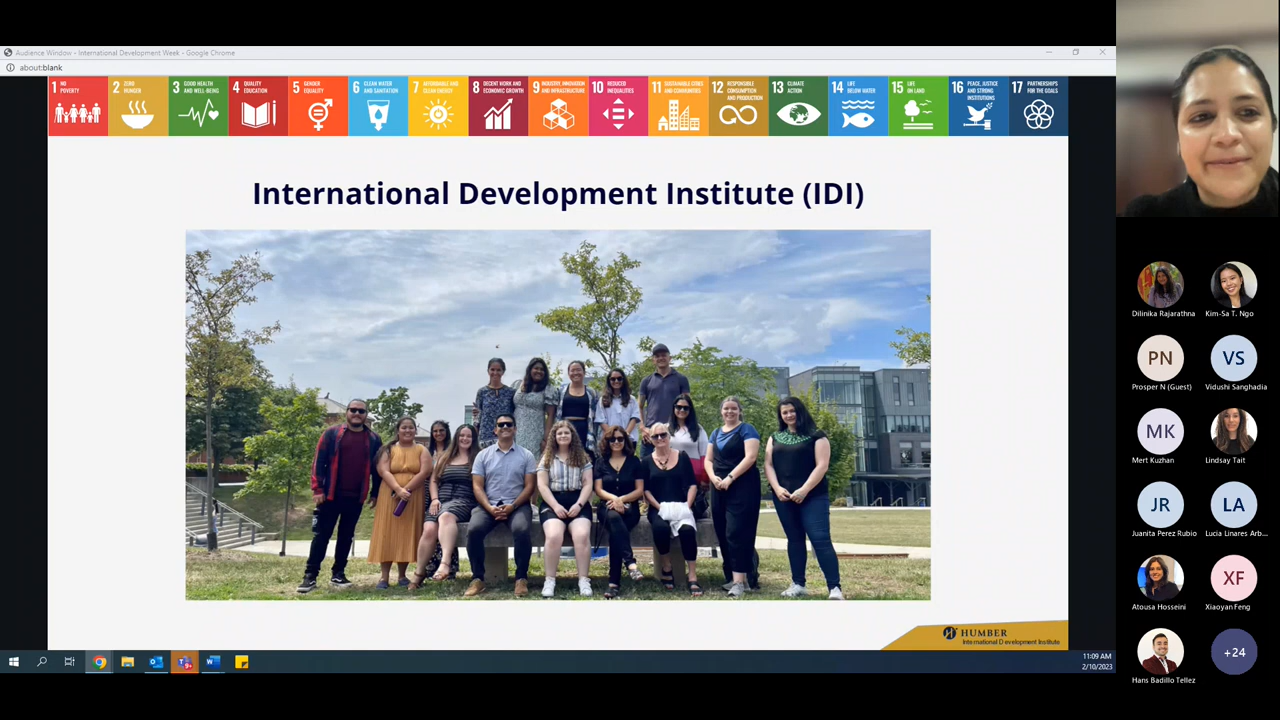 Audience Window - International Development Week - Google Chrome
about:blank
1 NO POVERTY
2 ZERO HUNGER
3 GOOD HEALTH AND WELL-BEING
4 QUALITY EDUCATION
5 GENDER EQUALITY
6 CLEAN WATER AND SANITATION
7 AFFORDABLE AND CLEAN ENERGY
8 DECENT WORK AND ECONOMIC GROWTH
9 INDUSTRY, INNOVATION AND INFRASTRUCTURE
10 REDUCED INEQUALITIES
11 SUSTAINABLE CITIES AND COMMUNITIES
12 RESPONSIBLE CONSUMPTION AND PRODUCTION
13 CLIMATE ACTION
14 LIFE BELOW WATER
15 LIFE ON LAND
16 PEACE, JUSTICE AND STRONG INSTITUTIONS
17 PARTNERSHIPS FOR THE GOALS
International Development Institute (IDI)
HUMBER
International Development Institute
11:09 AM
2/10/2023
Dilinika Rajarathna
Kim-Sa T. Ngo
PN
VS
Prosper N (Guest)
Vidushi Sanghadia
MK
Mert Kuzhan
Lindsay Tait
JR
LA
Juanita Perez Rubio
Lucia Linares Arb...
XF
Atousa Hosseini
Xiaoyan Feng
+24
Hans Badillo Tellez